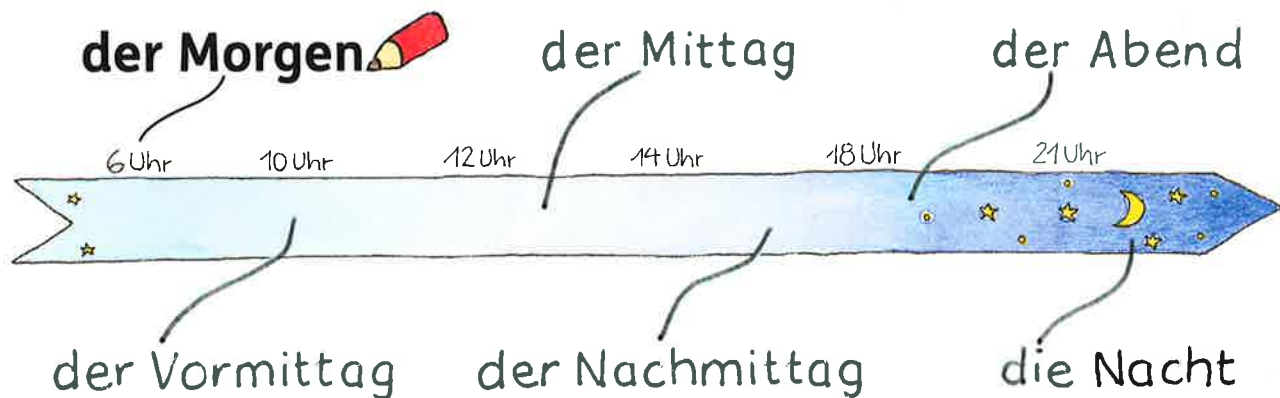 der Morgen
der Mittag
der Abend
6 Uhr
10 Uhr
12 Uhr
14 Uhr
18 Uhr
21 Uhr
der Vormittag
der Nachmittag
die Nacht